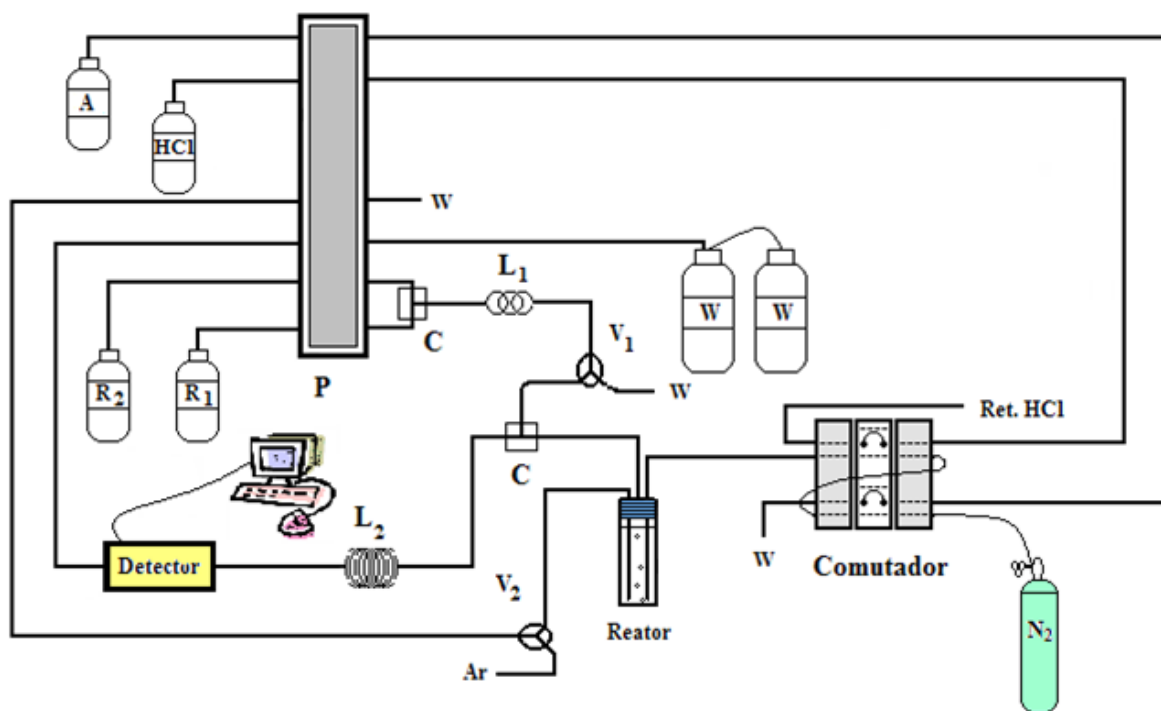 A
HCl
W
L1
W
W
V1
C
R2
R1
P
W
Ret. HCl
C
L2
Detector
W
Comutador
V2
Reator
N2
Ar